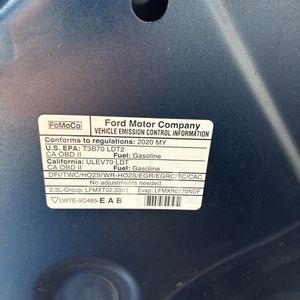 FoMoCo
Ford Motor Company
VEHICLE EMISSION CONTROL INFORMATION
Conforms to regulations: 2020 MY
U.S. EPA: T3B70 LDT2
CA OBD II Fuel: Gasoline
California: ULEV70 LDT
CA OBD II Fuel: Gasoline
DFI/TWC/HO2S/WR-HO2S/EGR/EGRC/TC/CAC
No adjustments needed.
2.3L-Group: LFMXT02.33U1 Evap: LFMXR0170NDF
LW7E-9C485-EAB